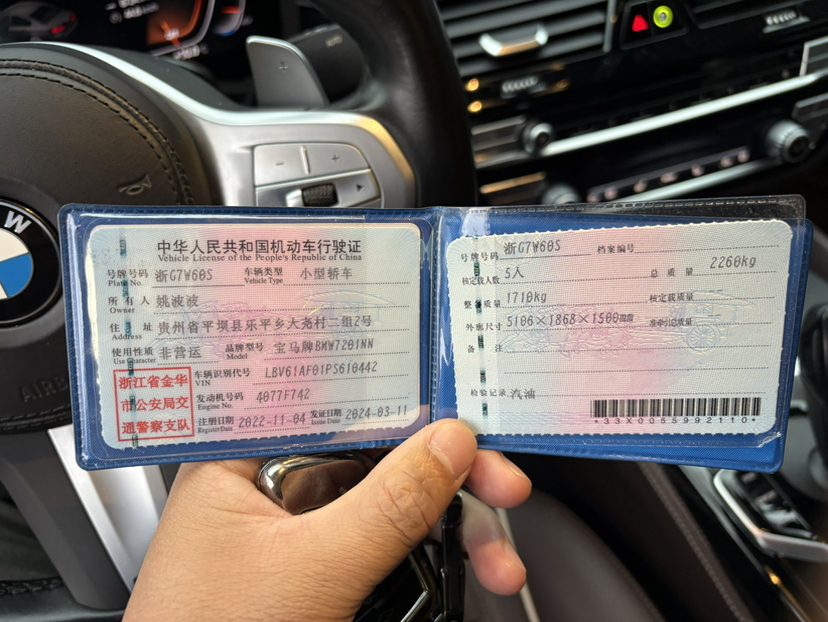 中华人民共和国机动车行驶证
Vehicle License of the People's Republic of China
号牌号码 浙G7W60S 车辆类型 小型轿车
Plate No. Vehicle Type
所有人 姚波波
Owner
住址 贵州省平坝县乐平乡大尧村二组2号
Address
使用性质 非营运 品牌型号 宝马牌BMW7201NN
Use Character Model
浙江省金华
市公安局交
通警察支队
车辆识别代号 LBV61AF01PS610442
VIN
发动机号码 4077F742
Engine No.
注册日期 2022-11-04 发证日期 2024-03-11
Register Date Issue Date
号牌号码 浙G7W60S 档案编号
核定载人数 5人 总质量 2260kg
整备质量 1710kg 核定载质量
外廓尺寸 5106×1868×1500mm 准牵引总质量
备注
检验记录 汽油
*33X0055992110*
W